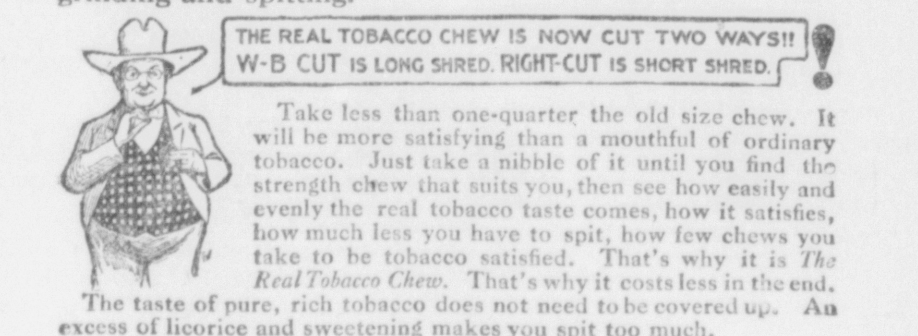 grinding and spitting.
THE REAL TOBACCO CHEW IS NOW CUT TWO WAYS!!
W-B CUT IS LONG SHRED. RIGHT-CUT IS SHORT SHRED.
Take less than one-quarter the old size chew. It
will be more satisfying than a mouthful of ordinary
tobacco. Just take a nibble of it until you find the
strength chew that suits you, then see how easily and
evenly the real tobacco taste comes, how it satisfies,
how much less you have to spit, how few chews you
take to be tobacco satisfied. That's why it is The
Real Tobacco Chew. That's why it costs less in the end.
The taste of pure, rich tobacco does not need to be covered up. An
excess of licorice and sweetening makes you spit too much.